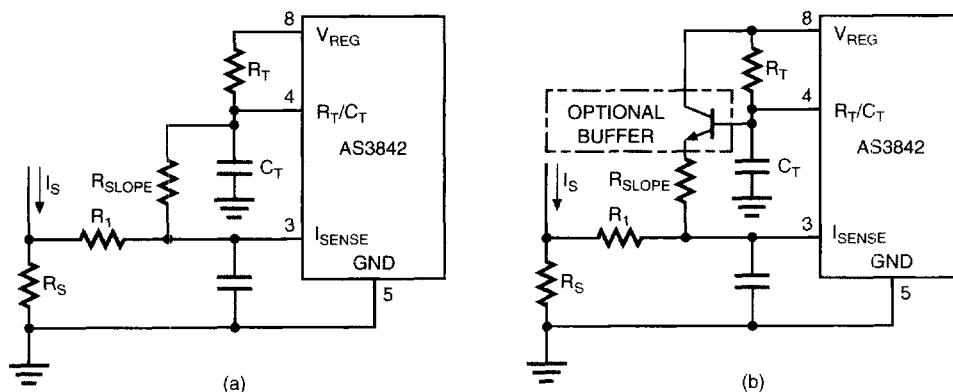 8
V_REG
R_T
4
R_T/C_T
AS3842
C_T
R_SLOPE
I_S
R_1
3
I_SENSE
GND
R_S
5
(a)
8
V_REG
R_T
4
R_T/C_T
OPTIONAL
BUFFER
AS3842
C_T
R_SLOPE
I_S
R_1
3
I_SENSE
GND
R_S
5
(b)